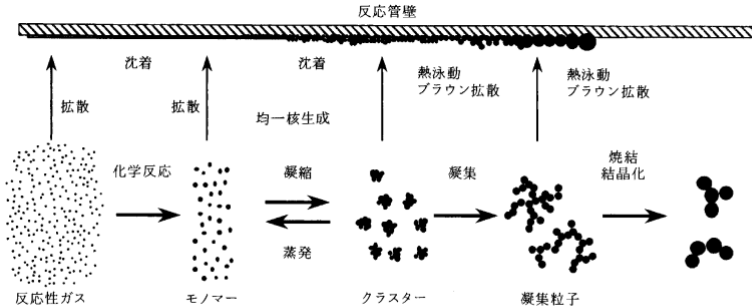 反応管壁
沈着
沈着
熱泳動
ブラウン拡散
熱泳動
ブラウン拡散
拡散
拡散
均一核生成
化学反応
凝縮
蒸発
凝集
焼結
結晶化
反応性ガス
モノマー
クラスター
凝集粒子